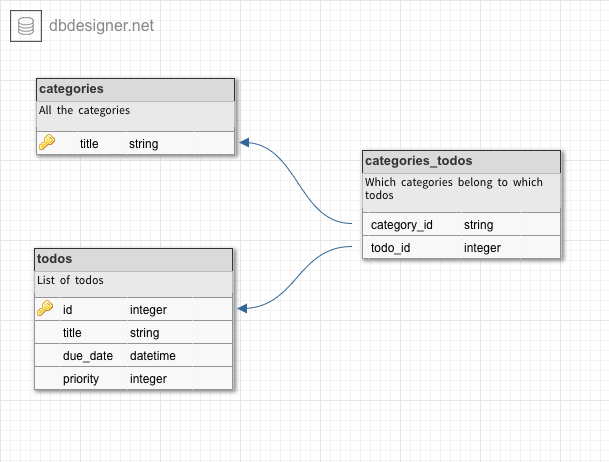 dbdesigner.net
categories
All the categories
title string
categories_todos
Which categories belong to which
todos
category_id string
todo_id integer
todos
List of todos
id integer
title string
due_date datetime
priority integer